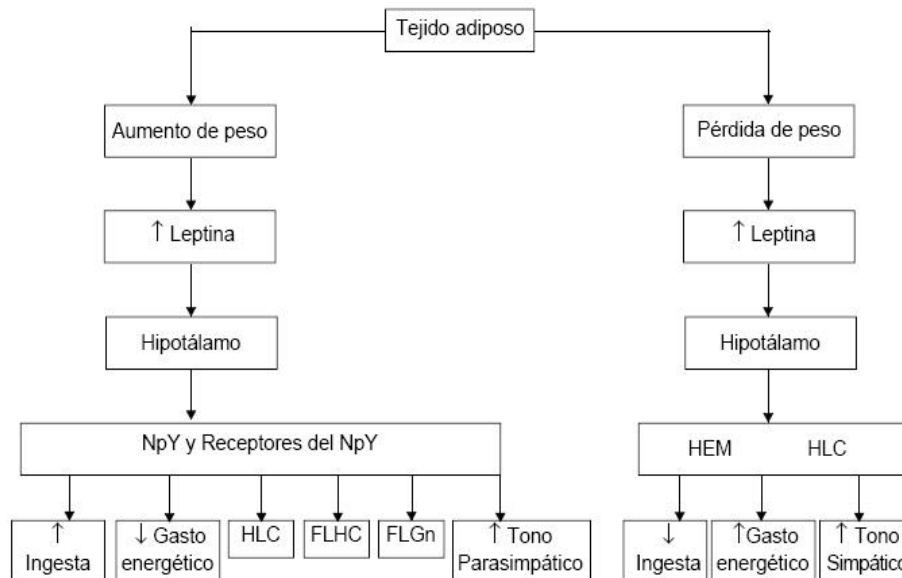 Tejido adiposo
Aumento de peso
Pérdida de peso
↑ Leptina
↑ Leptina
Hipotálamo
Hipotálamo
NpY y Receptores del NpY
HEM HLC
↑
Ingesta
↓ Gasto
energético
HLC
FLHC
FLGn
↑ Tono
Parasimpático
↓
Ingesta
↑Gasto
energético
↑ Tono
Simpático